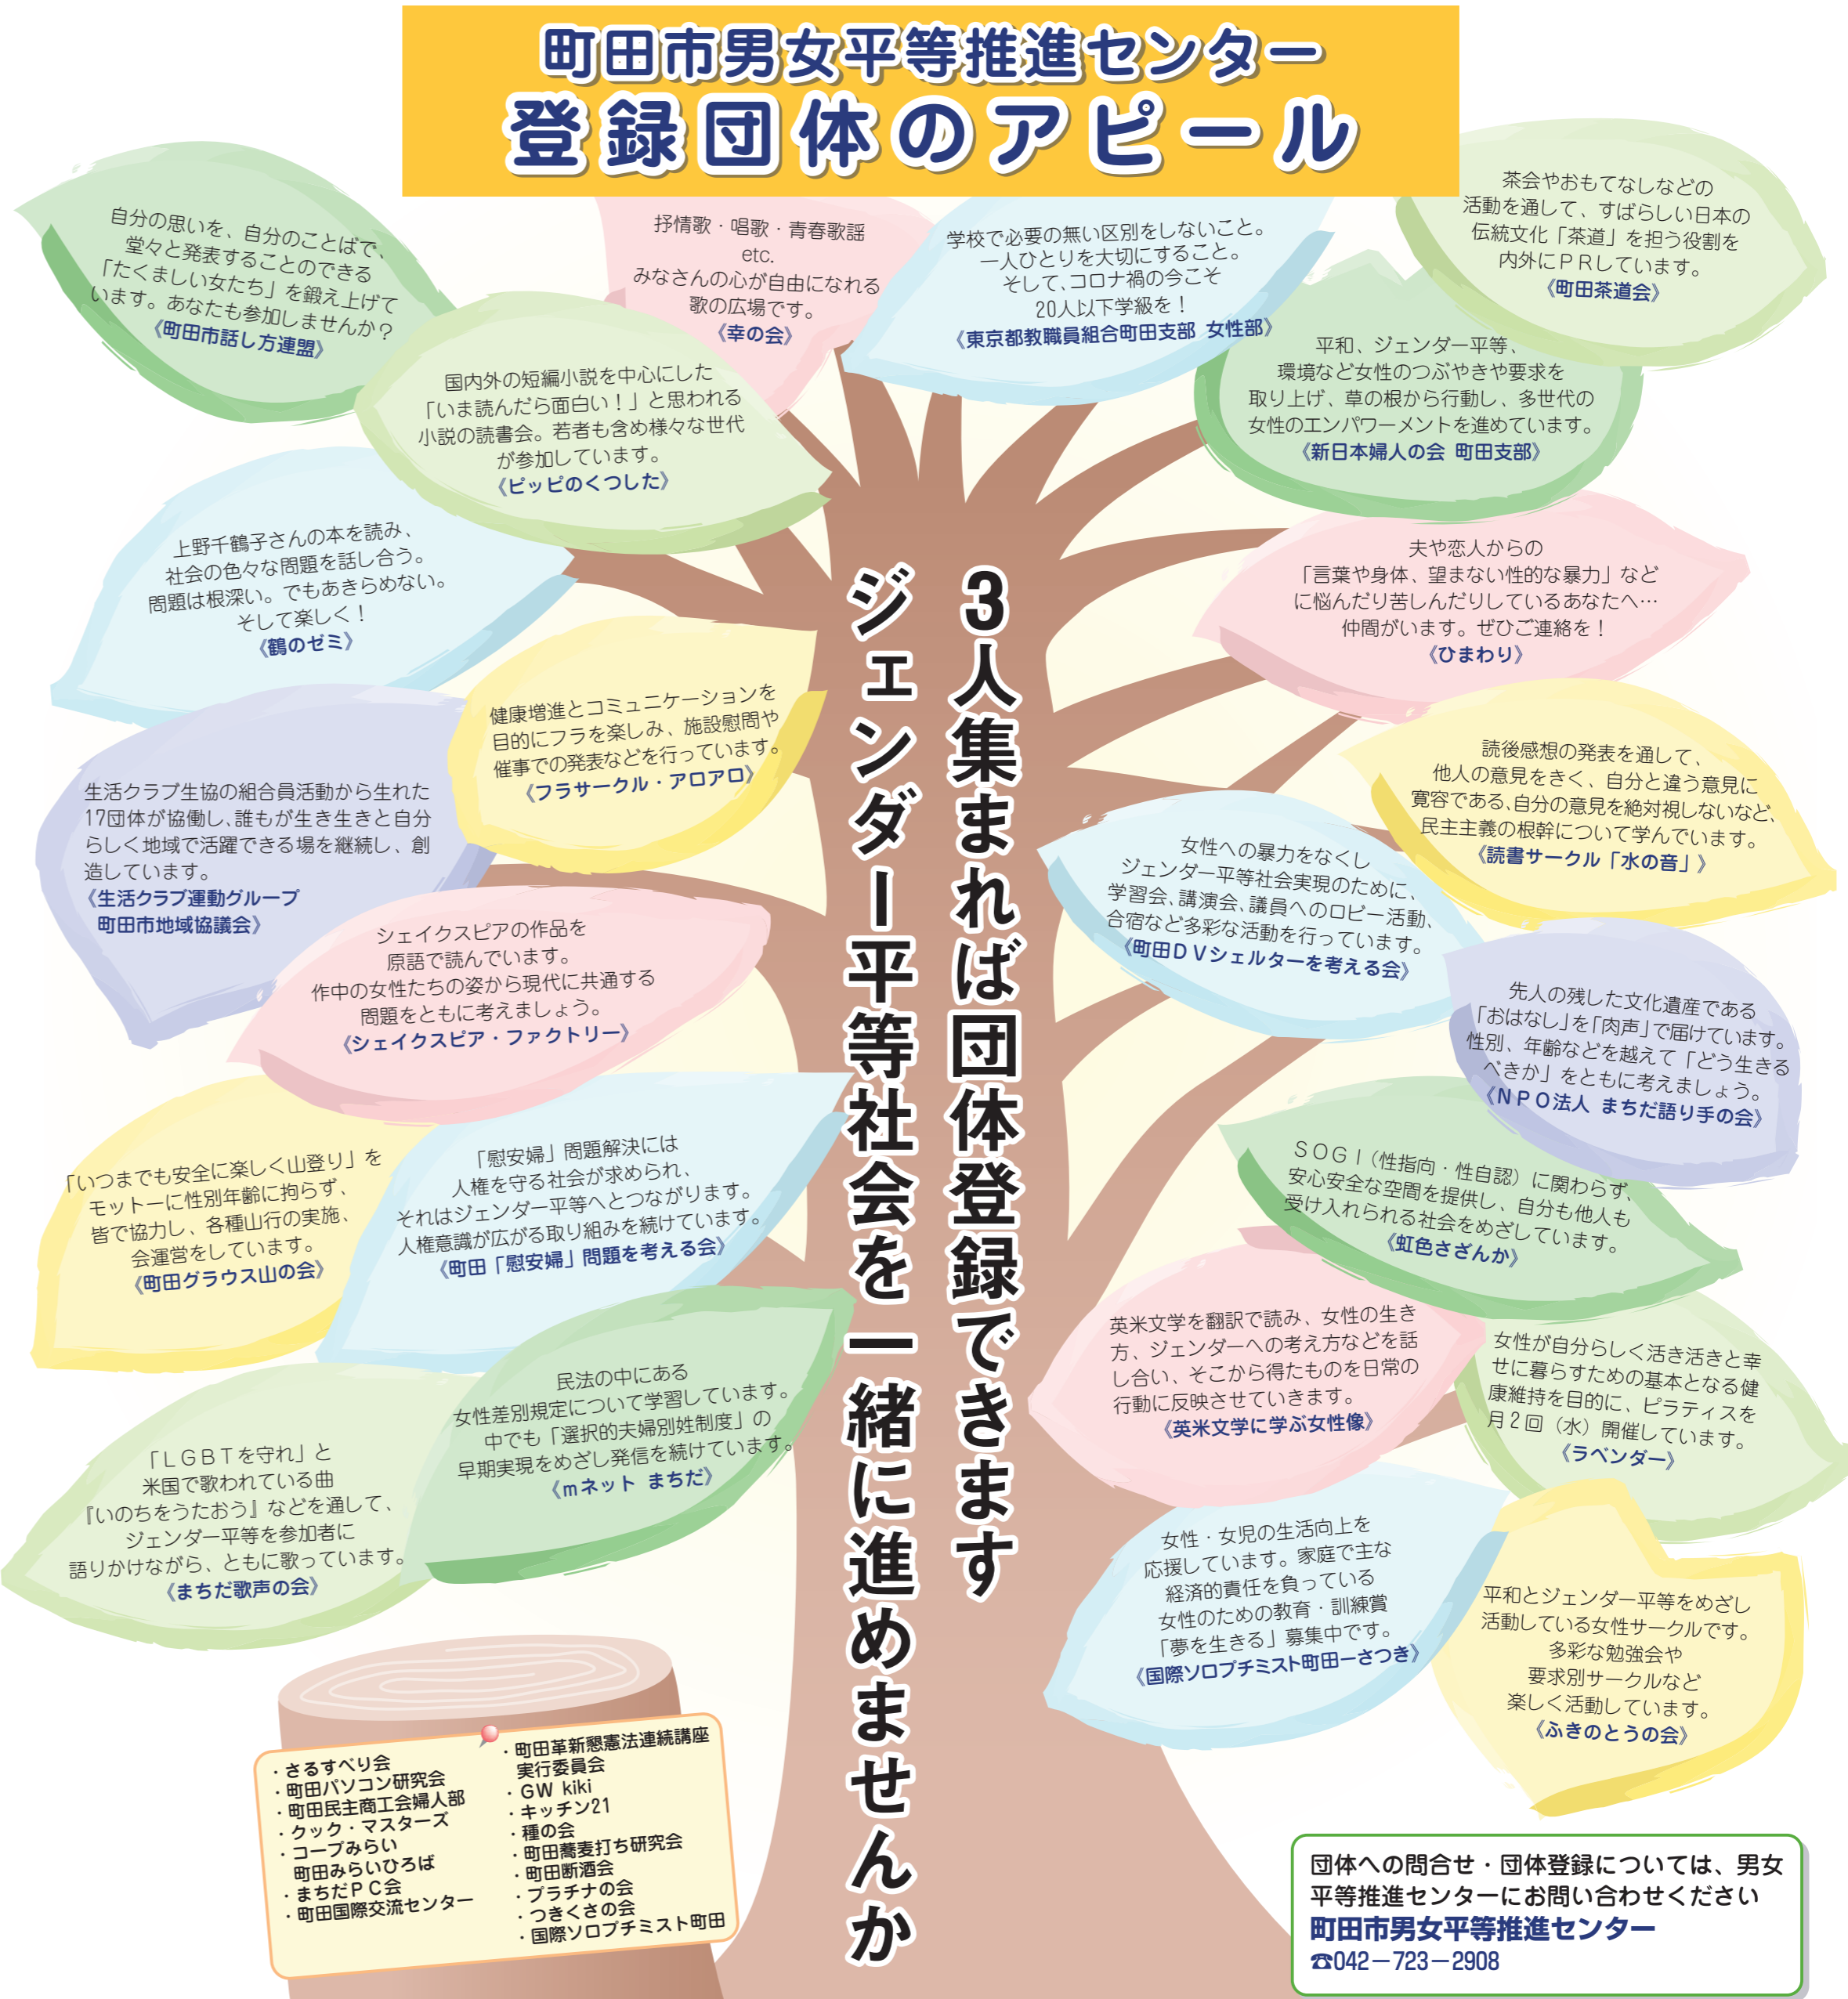 町田市男女平等推進センター
登録団体のアピール
自分の思いを、自分のことばで、
堂々と発表することのできる
「たくましい女たち」を鍛え上げて
います。あなたも参加しませんか？
《町田市話し方連盟》
抒情歌・唱歌・青春歌謡
etc.
みなさんの心が自由になれる
歌の広場です。
《幸の会》
学校で必要の無い区別をしないこと。
一人ひとりを大切にすること。
そして、コロナ禍の今こそ
20人以下学級を！
《東京都教職員組合町田支部 女性部》
茶会やおもてなしなどの
活動を通して、すばらしい日本の
伝統文化「茶道」を担う役割を
内外にＰＲしています。
《町田茶道会》
国内外の短編小説を中心にした
「いま読んだら面白い！」と思われる
小説の読書会。若者も含め様々な世代
が参加しています。
《ピッピのくつした》
平和、ジェンダー平等、
環境など女性のつぶやきや要求を
取り上げ、草の根から行動し、多世代の
女性のエンパワーメントを進めています。
《新日本婦人の会 町田支部》
上野千鶴子さんの本を読み、
社会の色々な問題を話し合う。
問題は根深い。でもあきらめない。
そして楽しく！
《鶴のゼミ》
夫や恋人からの
「言葉や身体、望まない性的な暴力」など
に悩んだり苦しんだりしているあなたへ…
仲間がいます。ぜひご連絡を！
《ひまわり》
健康増進とコミュニケーションを
目的にフラを楽しみ、施設慰問や
催事での発表などを行っています。
《フラサークル・アロアロ》
読後感想の発表を通して、
他人の意見をきく、自分と違う意見に
寛容である、自分の意見を絶対視しないなど、
民主主義の根幹について学んでいます。
《読書サークル「水の音」》
生活クラブ生協の組合員活動から生れた
17団体が協働し、誰もが生き生きと自分
らしく地域で活躍できる場を継続し、創
造しています。
《生活クラブ運動グループ
町田市地域協議会》
女性への暴力をなくし
ジェンダー平等社会実現のために、
学習会、講演会、議員へのロビー活動、
合宿など多彩な活動を行っています。
《町田ＤＶシェルターを考える会》
シェイクスピアの作品を
原語で読んでいます。
作中の女性たちの姿から現代に共通する
問題をともに考えましょう。
《シェイクスピア・ファクトリー》
先人の残した文化遺産である
「おはなし」を「肉声」で届けています。
性別、年齢などを越えて「どう生きる
べきか」をともに考えましょう。
《ＮＰＯ法人 まちだ語り手の会》
「いつまでも安全に楽しく山登り」を
モットーに性別年齢に拘らず、
皆で協力し、各種山行の実施、
会運営をしています。
《町田グラウス山の会》
「慰安婦」問題解決には
人権を守る社会が求められ、
それはジェンダー平等へとつながります。
人権意識が広がる取り組みを続けています。
《町田「慰安婦」問題を考える会》
ＳＯＧＩ（性指向・性自認）に関わらず、
安心安全な空間を提供し、自分も他人も
受け入れられる社会をめざしています。
《虹色さざんか》
英米文学を翻訳で読み、女性の生き
方、ジェンダーへの考え方などを話
し合い、そこから得たものを日常の
行動に反映させていきます。
《英米文学に学ぶ女性像》
女性が自分らしく活き活きと幸
せに暮らすための基本となる健
康維持を目的に、ピラティスを
月２回（水）開催しています。
《ラベンダー》
「ＬＧＢＴを守れ」と
米国で歌われている曲
『いのちをうたおう』などを通して、
ジェンダー平等を参加者に
語りかけながら、ともに歌っています。
《まちだ歌声の会》
民法の中にある
女性差別規定について学習しています。
中でも「選択的夫婦別姓制度」の
早期実現をめざし発信を続けています。
《ｍネット まちだ》
女性・女児の生活向上を
応援しています。家庭で主な
経済的責任を負っている
女性のための教育・訓練賞
「夢を生きる」募集中です。
《国際ソロプチミスト町田ーさつき》
平和とジェンダー平等をめざし
活動している女性サークルです。
多彩な勉強会や
要求別サークルなど
楽しく活動しています。
《ふきのとうの会》
３人集まれば団体登録できます
ジェンダー平等社会を一緒に進めませんか
・さるすべり会
・町田パソコン研究会
・町田民主商工会婦人部
・クック・マスターズ
・コープみらい
町田みらいひろば
・まちだＰＣ会
・町田国際交流センター
・町田革新懇憲法連続講座
実行委員会
・GW kiki
・キッチン21
・種の会
・町田蕎麦打ち研究会
・町田断酒会
・プラチナの会
・つきくさの会
・国際ソロプチミスト町田
団体への問合せ・団体登録については、男女
平等推進センターにお問い合わせください
町田市男女平等推進センター
☎042－723－2908